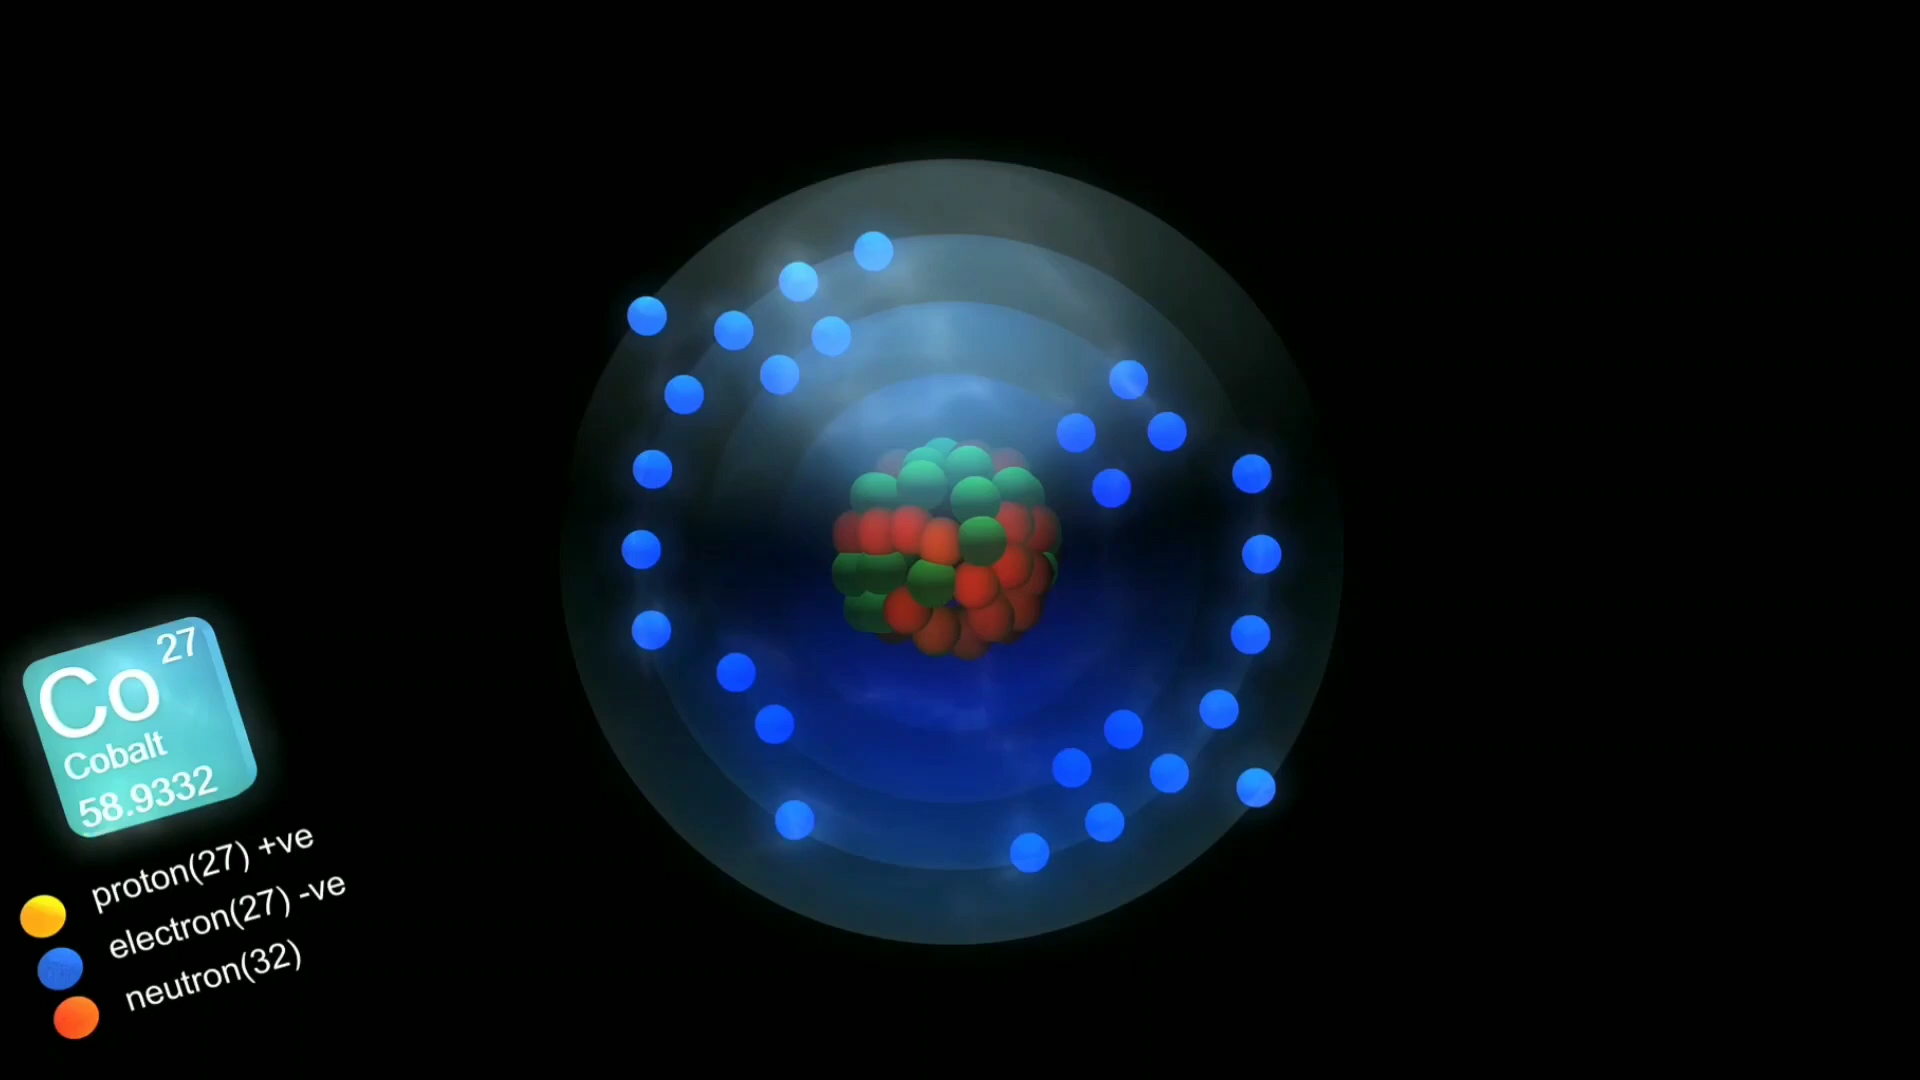 27
Co
Cobalt
58.9332
proton(27) +ve
electron(27) -ve
neutron(32)